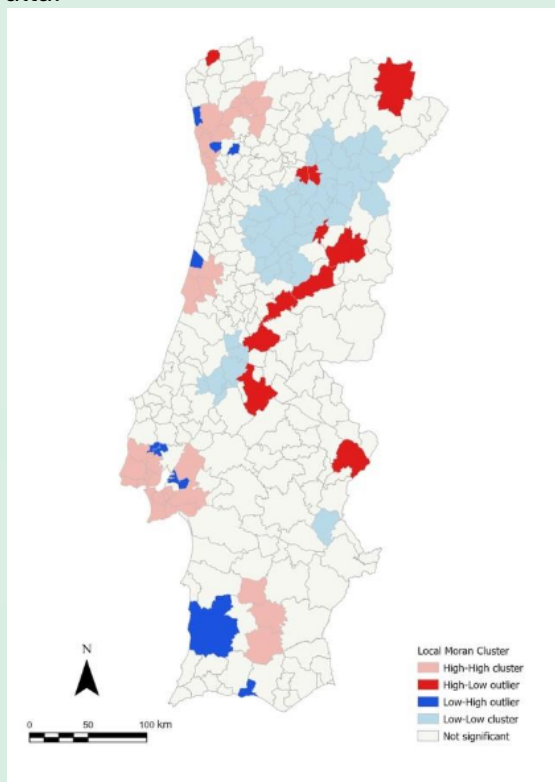 N
0 50 100 km
Local Moran Cluster
High-High cluster
High-Low outlier
Low-High outlier
Low-Low cluster
Not significant